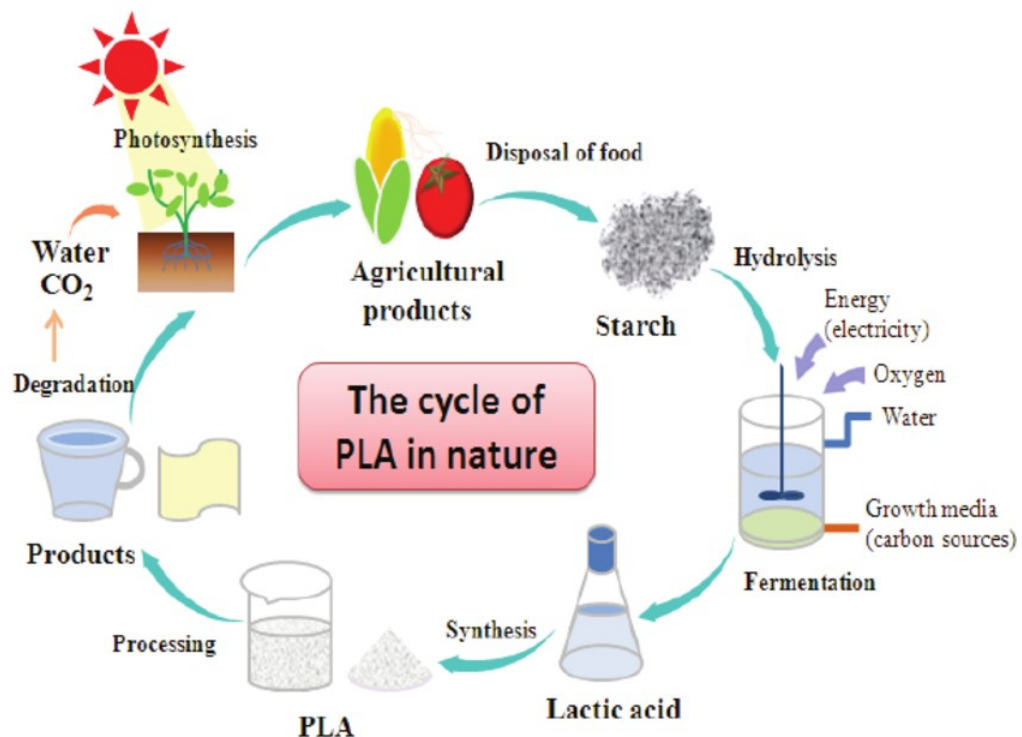 Photosynthesis
Water
CO₂
Degradation
Agricultural
products
Disposal of food
Starch
Hydrolysis
Energy
(electricity)
Oxygen
Water
Growth media
(carbon sources)
Fermentation
Lactic acid
Synthesis
PLA
Processing
Products
The cycle of
PLA in nature